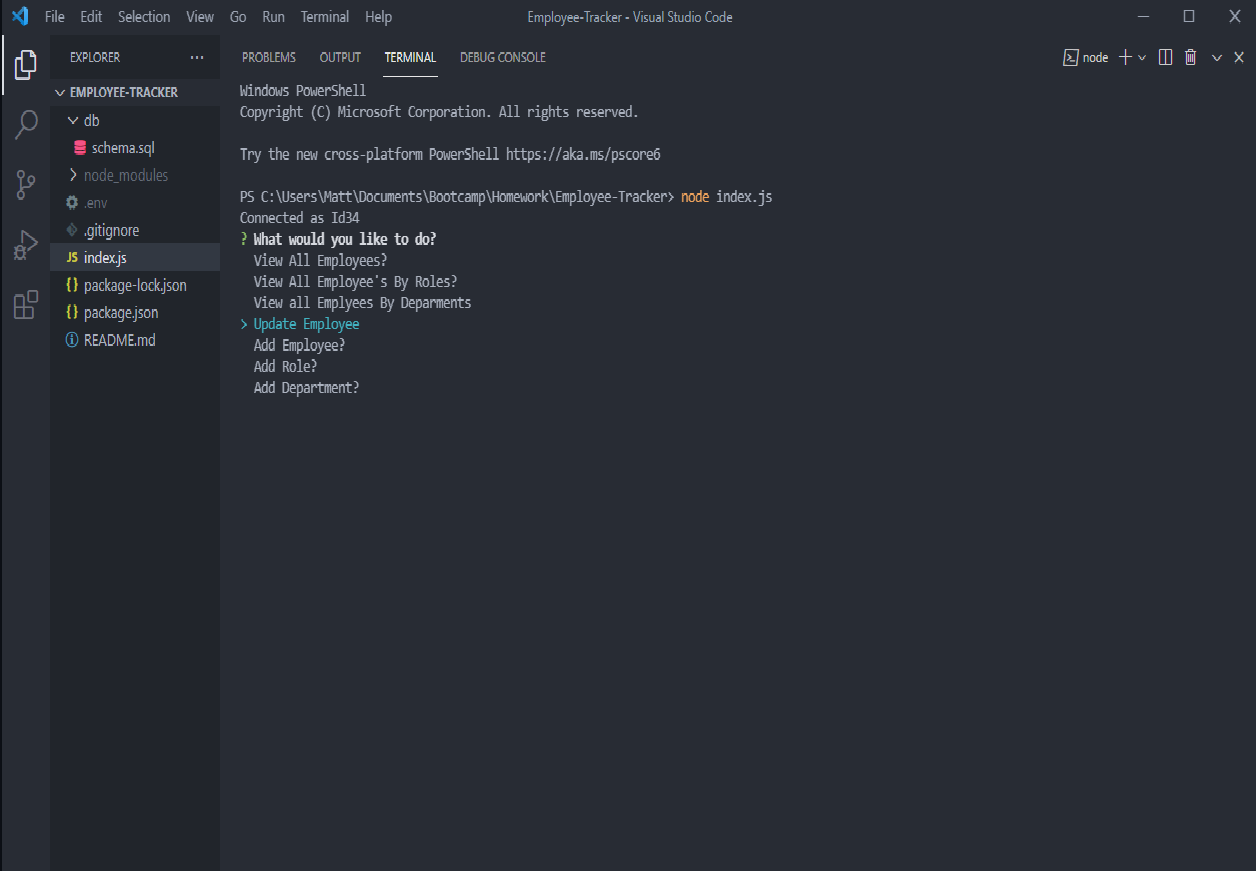 File Edit Selection View Go Run Terminal Help Employee-Tracker - Visual Studio Code
EXPLORER ···
EMPLOYEE-TRACKER
db
schema.sql
node_modules
.env
.gitignore
JS index.js
{} package-lock.json
{} package.json
README.md
PROBLEMS OUTPUT TERMINAL DEBUG CONSOLE node
Windows PowerShell
Copyright (C) Microsoft Corporation. All rights reserved.
Try the new cross-platform PowerShell https://aka.ms/pscore6
PS C:\Users\Matt\Documents\Bootcamp\Homework\Employee-Tracker> node index.js
Connected as Id34
? What would you like to do?
View All Employees?
View All Employee's By Roles?
View all Emplyees By Deparments
> Update Employee
Add Employee?
Add Role?
Add Department?